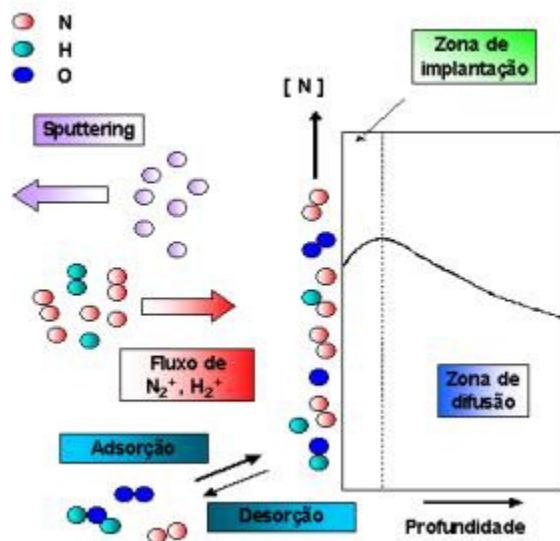 N
H
O
Zona de
implantação
[ N ]
Sputtering
Fluxo de
N₂⁺, H₂⁺
Zona de
difusão
Adsorção
Desorção
Profundidade